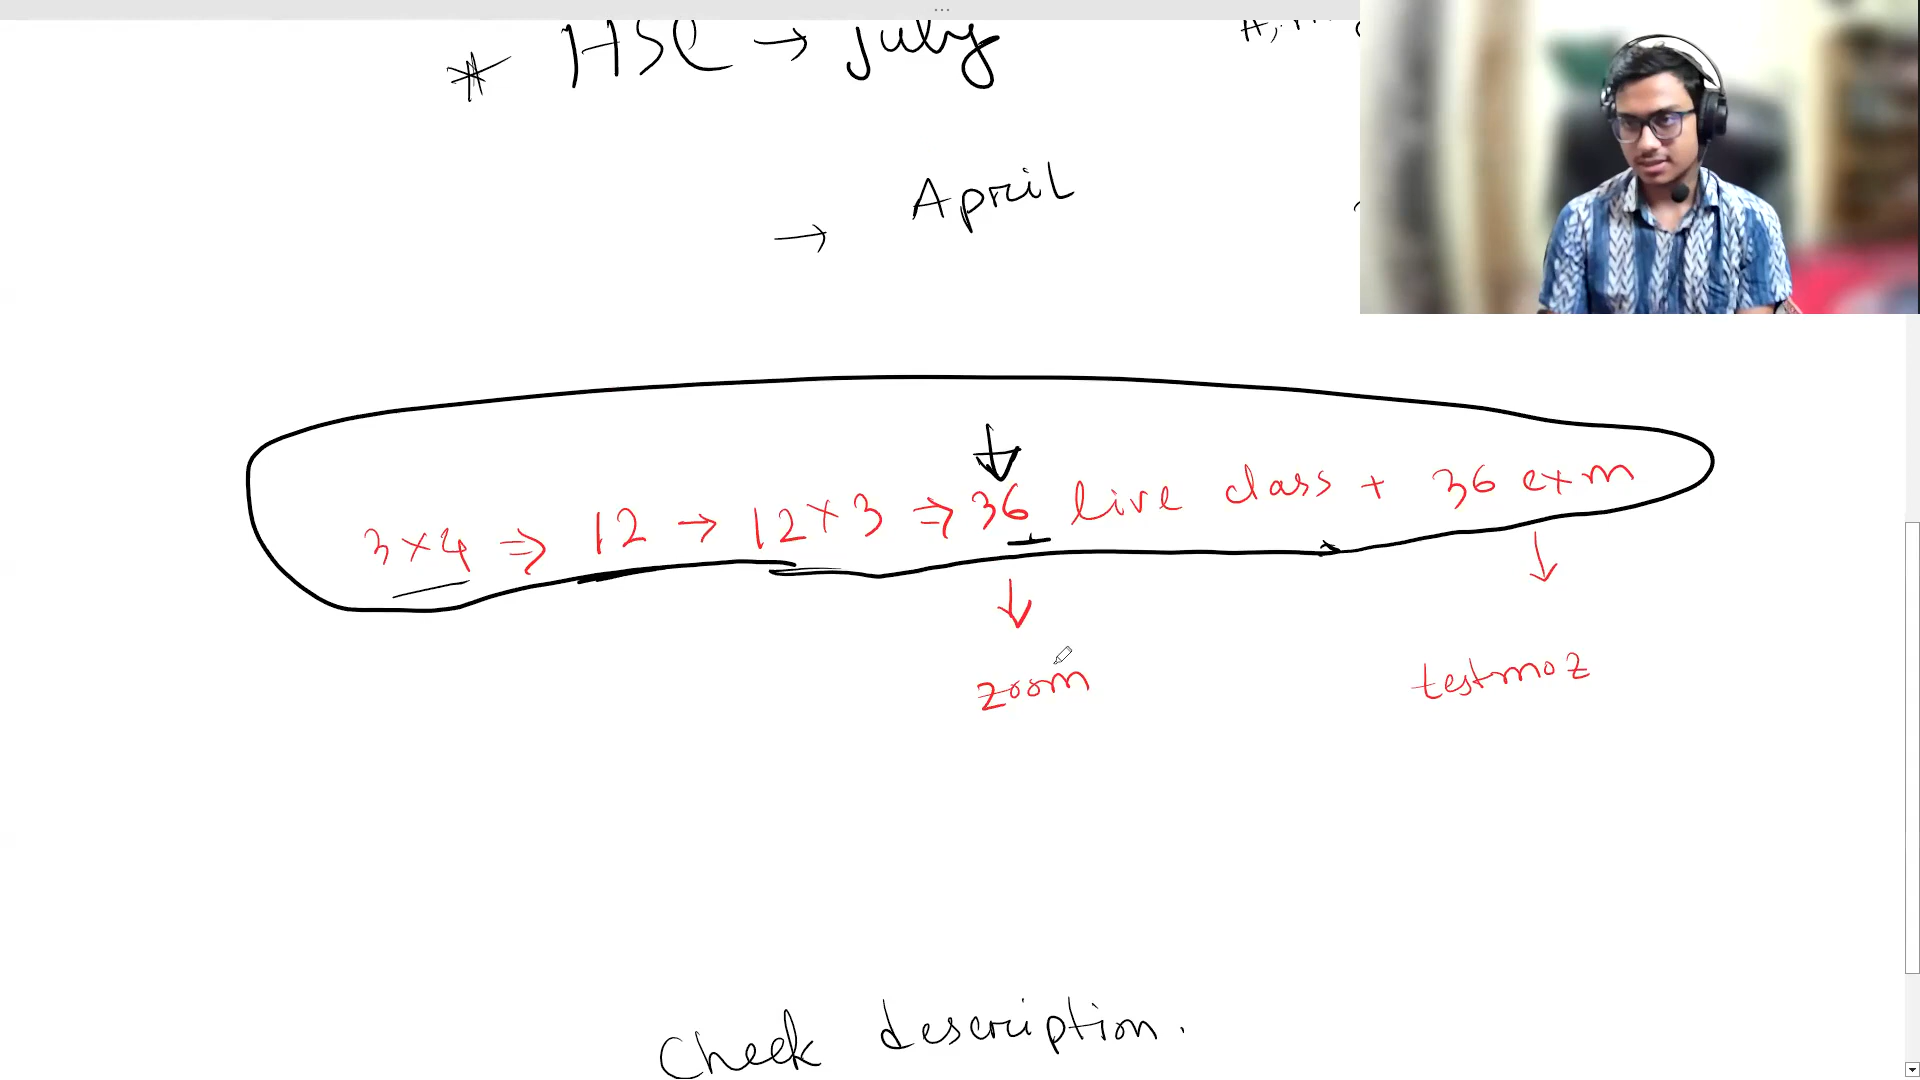 * HSC → July
→ April
3 × 4 ⇒ 12 → 12 × 3 ⇒ 36 live class + 36 exm
zoom
testmoz
Check description.